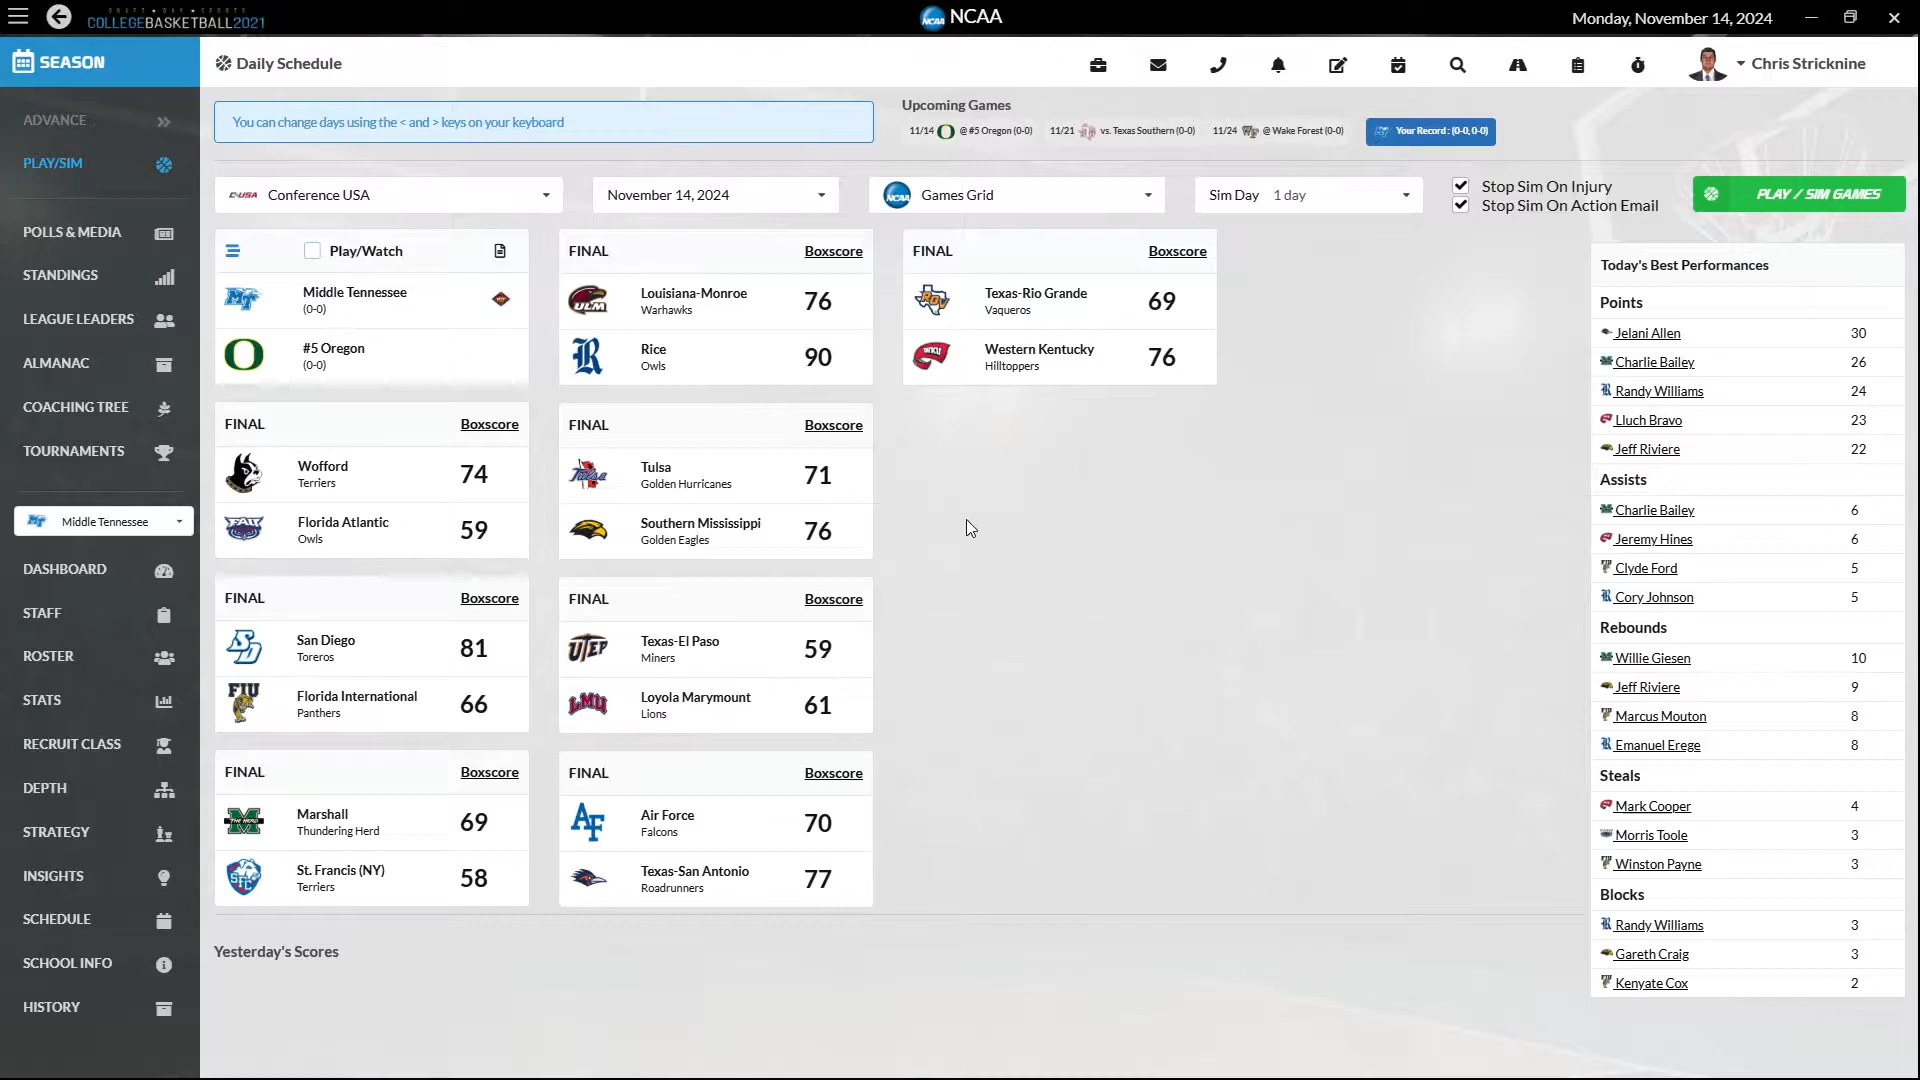 DRAFT DAY SPORTS
COLLEGEBASKETBALL2021
NCAA
Monday, November 14, 2024
SEASON
Daily Schedule
Chris Stricknine
ADVANCE
PLAY/SIM
POLLS & MEDIA
STANDINGS
LEAGUE LEADERS
ALMANAC
COACHING TREE
TOURNAMENTS
Middle Tennessee
DASHBOARD
STAFF
ROSTER
STATS
RECRUIT CLASS
DEPTH
STRATEGY
INSIGHTS
SCHEDULE
SCHOOL INFO
HISTORY
You can change days using the < and > keys on your keyboard
Upcoming Games
11/14 @ #5 Oregon (0-0) 11/21 vs. Texas Southern (0-0) 11/24 @ Wake Forest (0-0) Your Record : (0-0, 0-0)
C-USA Conference USA
November 14, 2024
NCAA Games Grid
Sim Day 1 day
Stop Sim On Injury
Stop Sim On Action Email
PLAY / SIM GAMES
Play/Watch
Middle Tennessee
(0-0)
#5 Oregon
(0-0)
FINAL Boxscore
Louisiana-Monroe 76
Warhawks
Rice 90
Owls
FINAL Boxscore
Texas-Rio Grande 69
Vaqueros
Western Kentucky 76
Hilltoppers
FINAL Boxscore
Wofford 74
Terriers
Florida Atlantic 59
Owls
FINAL Boxscore
Tulsa 71
Golden Hurricanes
Southern Mississippi 76
Golden Eagles
FINAL Boxscore
San Diego 81
Toreros
Florida International 66
Panthers
FINAL Boxscore
Texas-El Paso 59
Miners
Loyola Marymount 61
Lions
FINAL Boxscore
Marshall 69
Thundering Herd
St. Francis (NY) 58
Terriers
FINAL Boxscore
Air Force 70
Falcons
Texas-San Antonio 77
Roadrunners
Yesterday's Scores
Today's Best Performances
Points
Jelani Allen 30
Charlie Bailey 26
Randy Williams 24
Lluch Bravo 23
Jeff Riviere 22
Assists
Charlie Bailey 6
Jeremy Hines 6
Clyde Ford 5
Cory Johnson 5
Rebounds
Willie Giesen 10
Jeff Riviere 9
Marcus Mouton 8
Emanuel Erege 8
Steals
Mark Cooper 4
Morris Toole 3
Winston Payne 3
Blocks
Randy Williams 3
Gareth Craig 3
Kenyate Cox 2